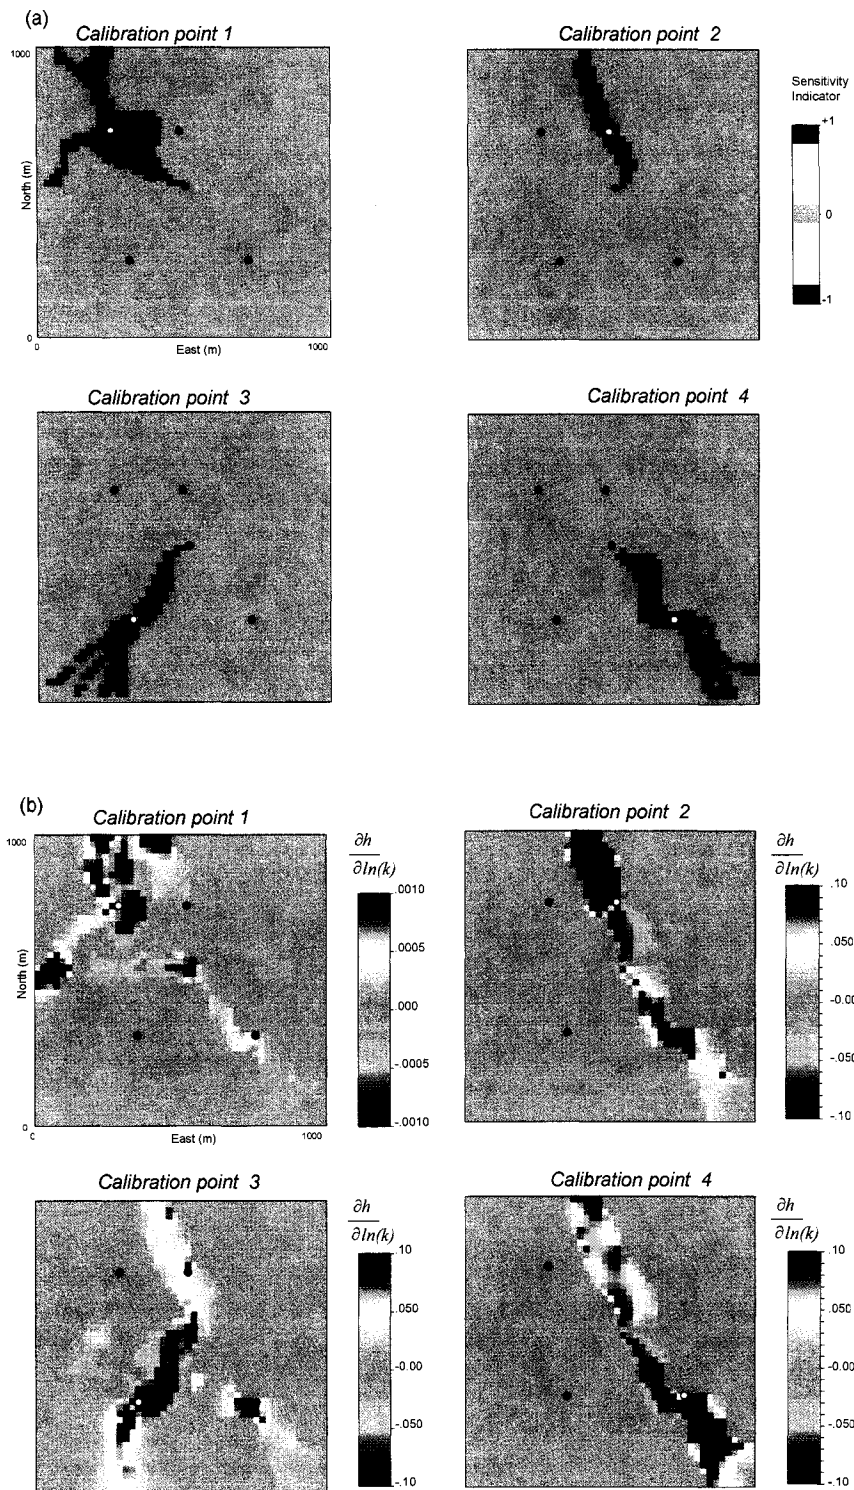 (a)
Calibration point 1
Calibration point 2
1000
North (m)
0
0
East (m)
1000
Sensitivity
Indicator
+1
0
-1
Calibration point 3
Calibration point 4
(b)
Calibration point 1
1000
North (m)
0
0
East (m)
1000
∂h
∂ln(k)
.0010
.0005
.000
-.0005
-.0010
Calibration point 2
∂h
∂ln(k)
.10
.050
-0.00
-.050
-.10
Calibration point 3
∂h
∂ln(k)
.10
.050
-0.00
-.050
-.10
Calibration point 4
∂h
∂ln(k)
.10
.050
-0.00
-.050
-.10